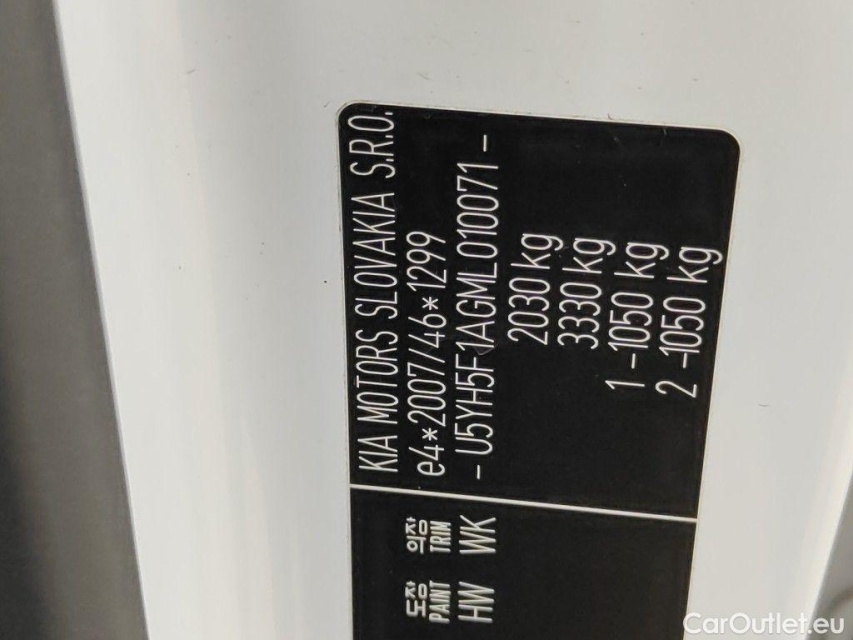 KIA MOTORS SLOVAKIA S.R.O.
e4*2007/46*1299
- U5YH5F1AGML010071 -
2030 kg
3330 kg
1 -1050 kg
2 -1050 kg
도장 의장
PAINT TRIM
HW WK
CarOutlet.eu